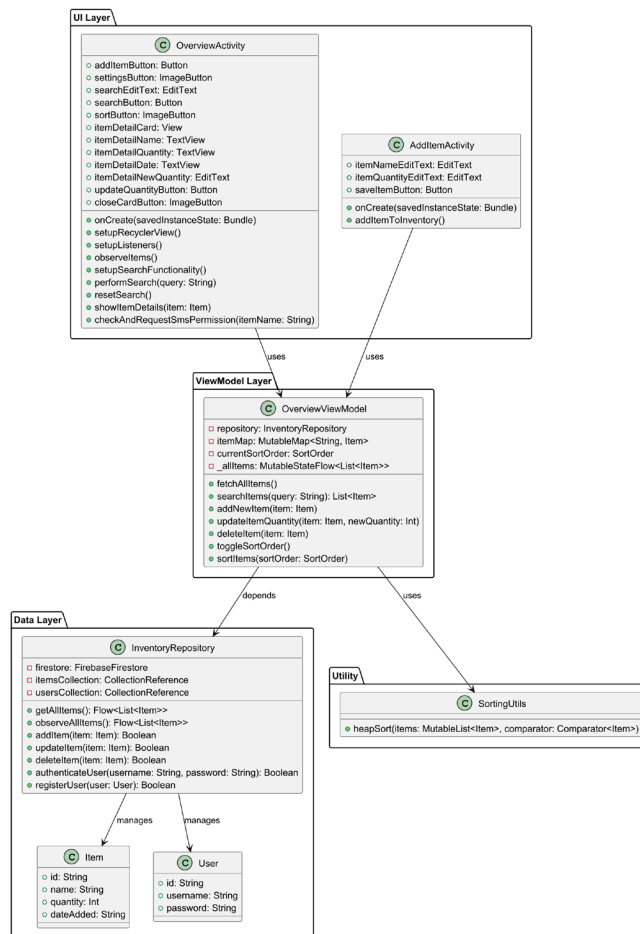 UI Layer
C OverviewActivity
addItemButton: Button
settingsButton: ImageButton
searchEditText: EditText
searchButton: Button
sortButton: ImageButton
itemDetailCard: View
itemDetailName: TextView
itemDetailQuantity: TextView
itemDetailDate: TextView
itemDetailNewQuantity: EditText
updateQuantityButton: Button
closeCardButton: ImageButton
onCreate(savedInstanceState: Bundle)
setupRecyclerView()
setupListeners()
observeItems()
setupSearchFunctionality()
performSearch(query: String)
resetSearch()
showItemDetails(item: Item)
checkAndRequestSmsPermission(itemName: String)
C AddItemActivity
itemNameEditText: EditText
itemQuantityEditText: EditText
saveItemButton: Button
onCreate(savedInstanceState: Bundle)
addItemToInventory()
uses
uses
ViewModel Layer
C OverviewViewModel
repository: InventoryRepository
itemMap: MutableMap<String, Item>
currentSortOrder: SortOrder
_allItems: MutableStateFlow<List<Item>>
fetchAllItems()
searchItems(query: String): List<Item>
addNewItem(item: Item)
updateItemQuantity(item: Item, newQuantity: Int)
deleteItem(item: Item)
toggleSortOrder()
sortItems(sortOrder: SortOrder)
depends
uses
Data Layer
C InventoryRepository
firestore: FirebaseFirestore
itemsCollection: CollectionReference
usersCollection: CollectionReference
getAllItems(): Flow<List<Item>>
observeAllItems(): Flow<List<Item>>
addItem(item: Item): Boolean
updateItem(item: Item): Boolean
deleteItem(item: Item): Boolean
authenticateUser(username: String, password: String): Boolean
registerUser(user: User): Boolean
Utility
C SortingUtils
heapSort(items: MutableList<Item>, comparator: Comparator<Item>)
manages
manages
C Item
id: String
name: String
quantity: Int
dateAdded: String
C User
id: String
username: String
password: String